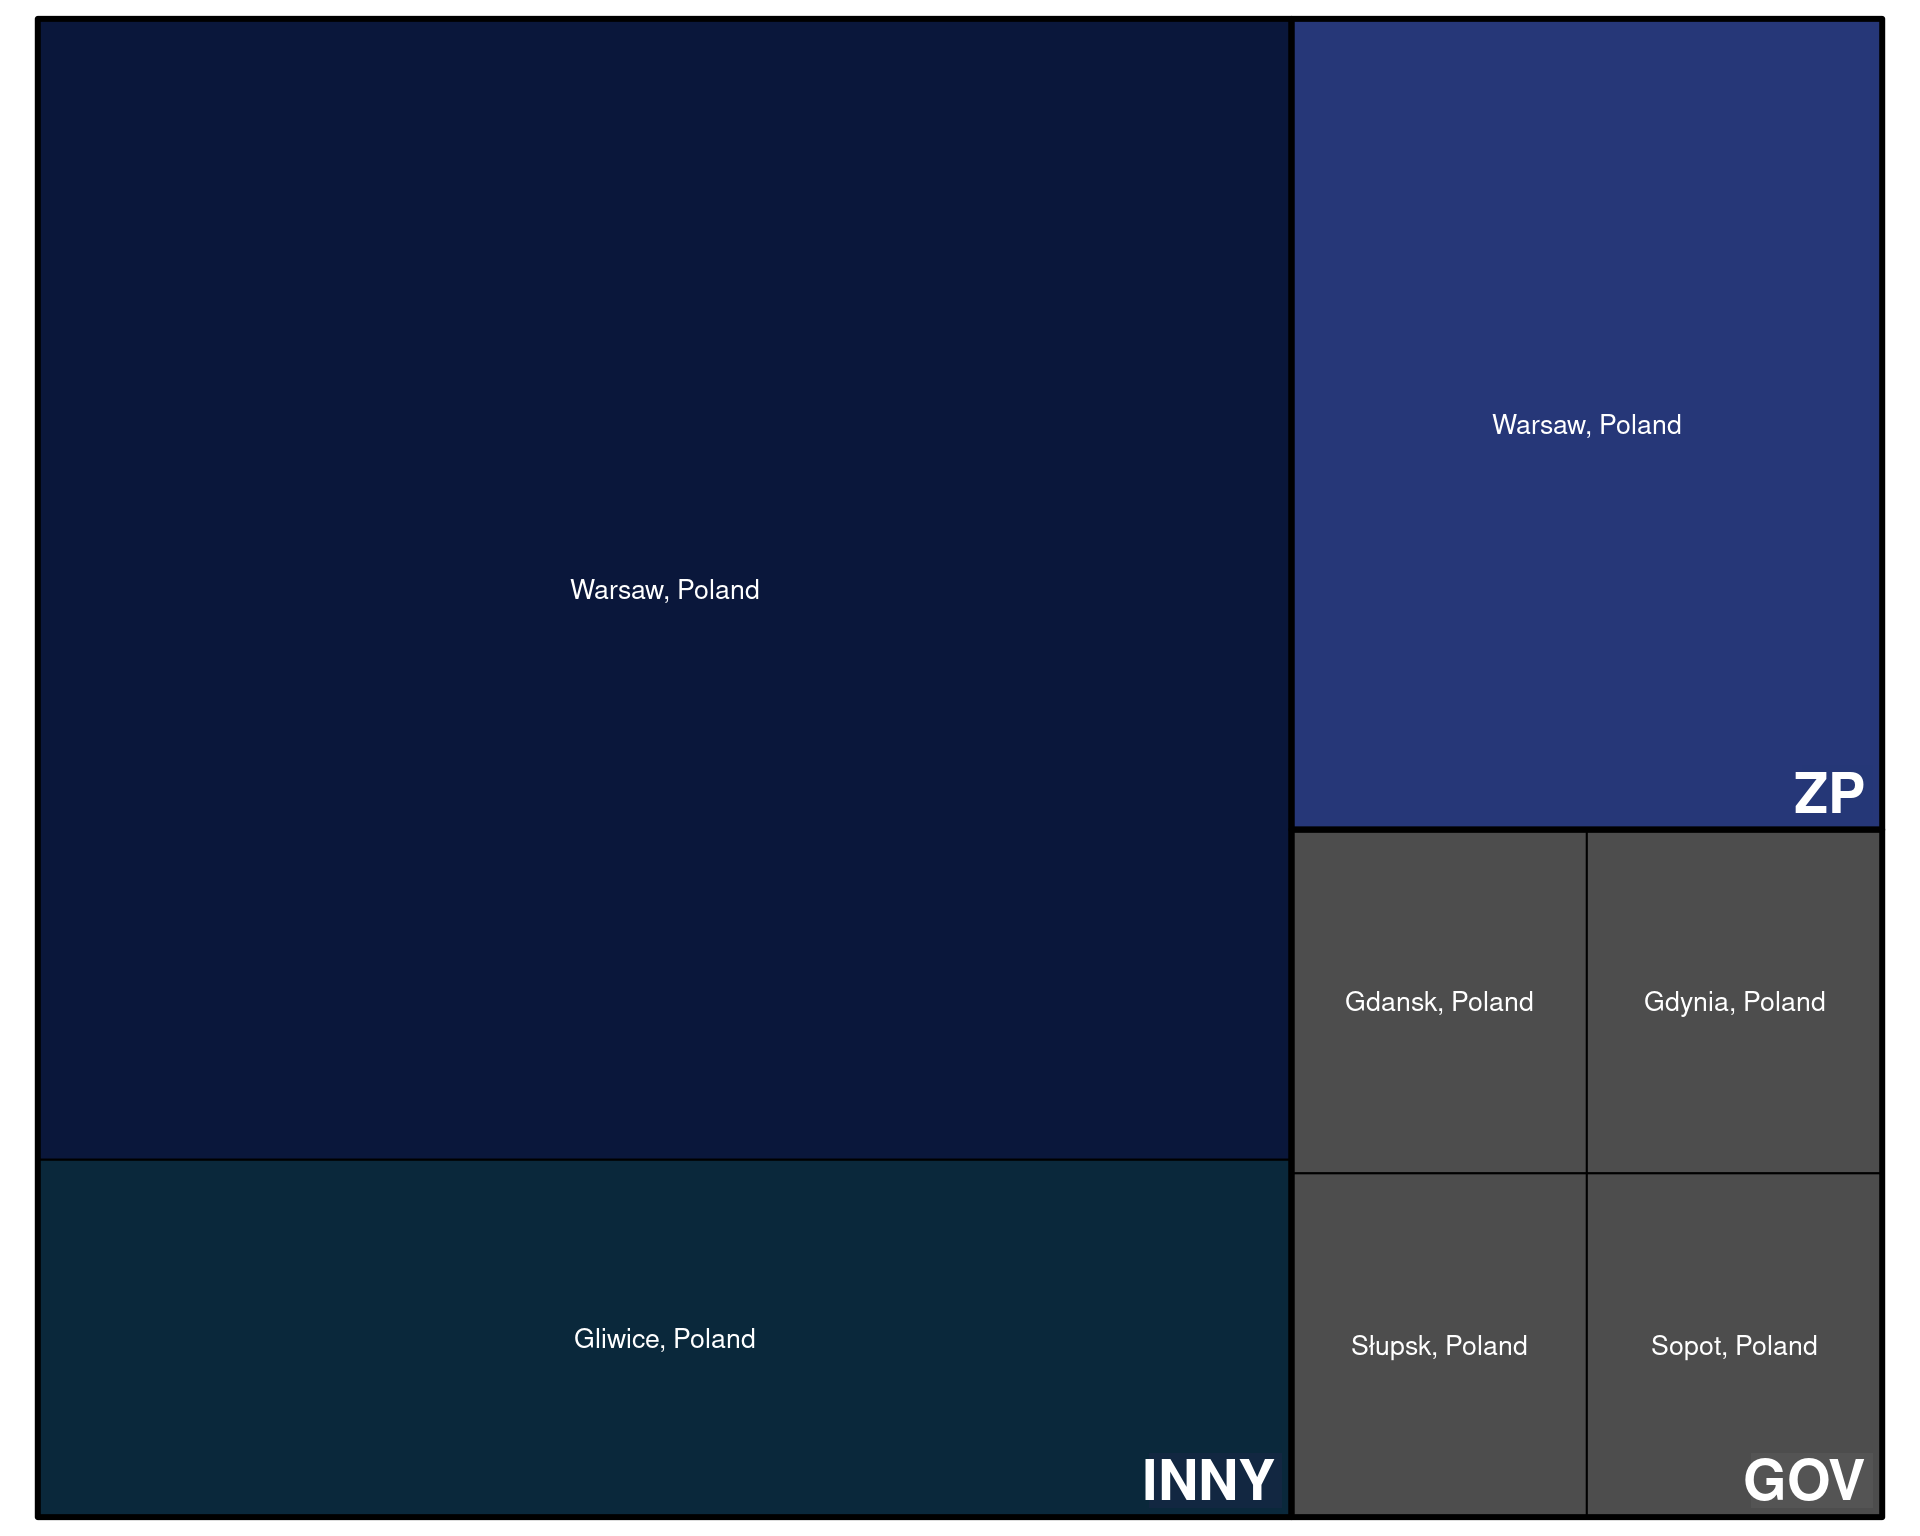 Warsaw, Poland
Gliwice, Poland
INNY
Warsaw, Poland
ZP
Gdansk, Poland
Gdynia, Poland
Słupsk, Poland
Sopot, Poland
GOV